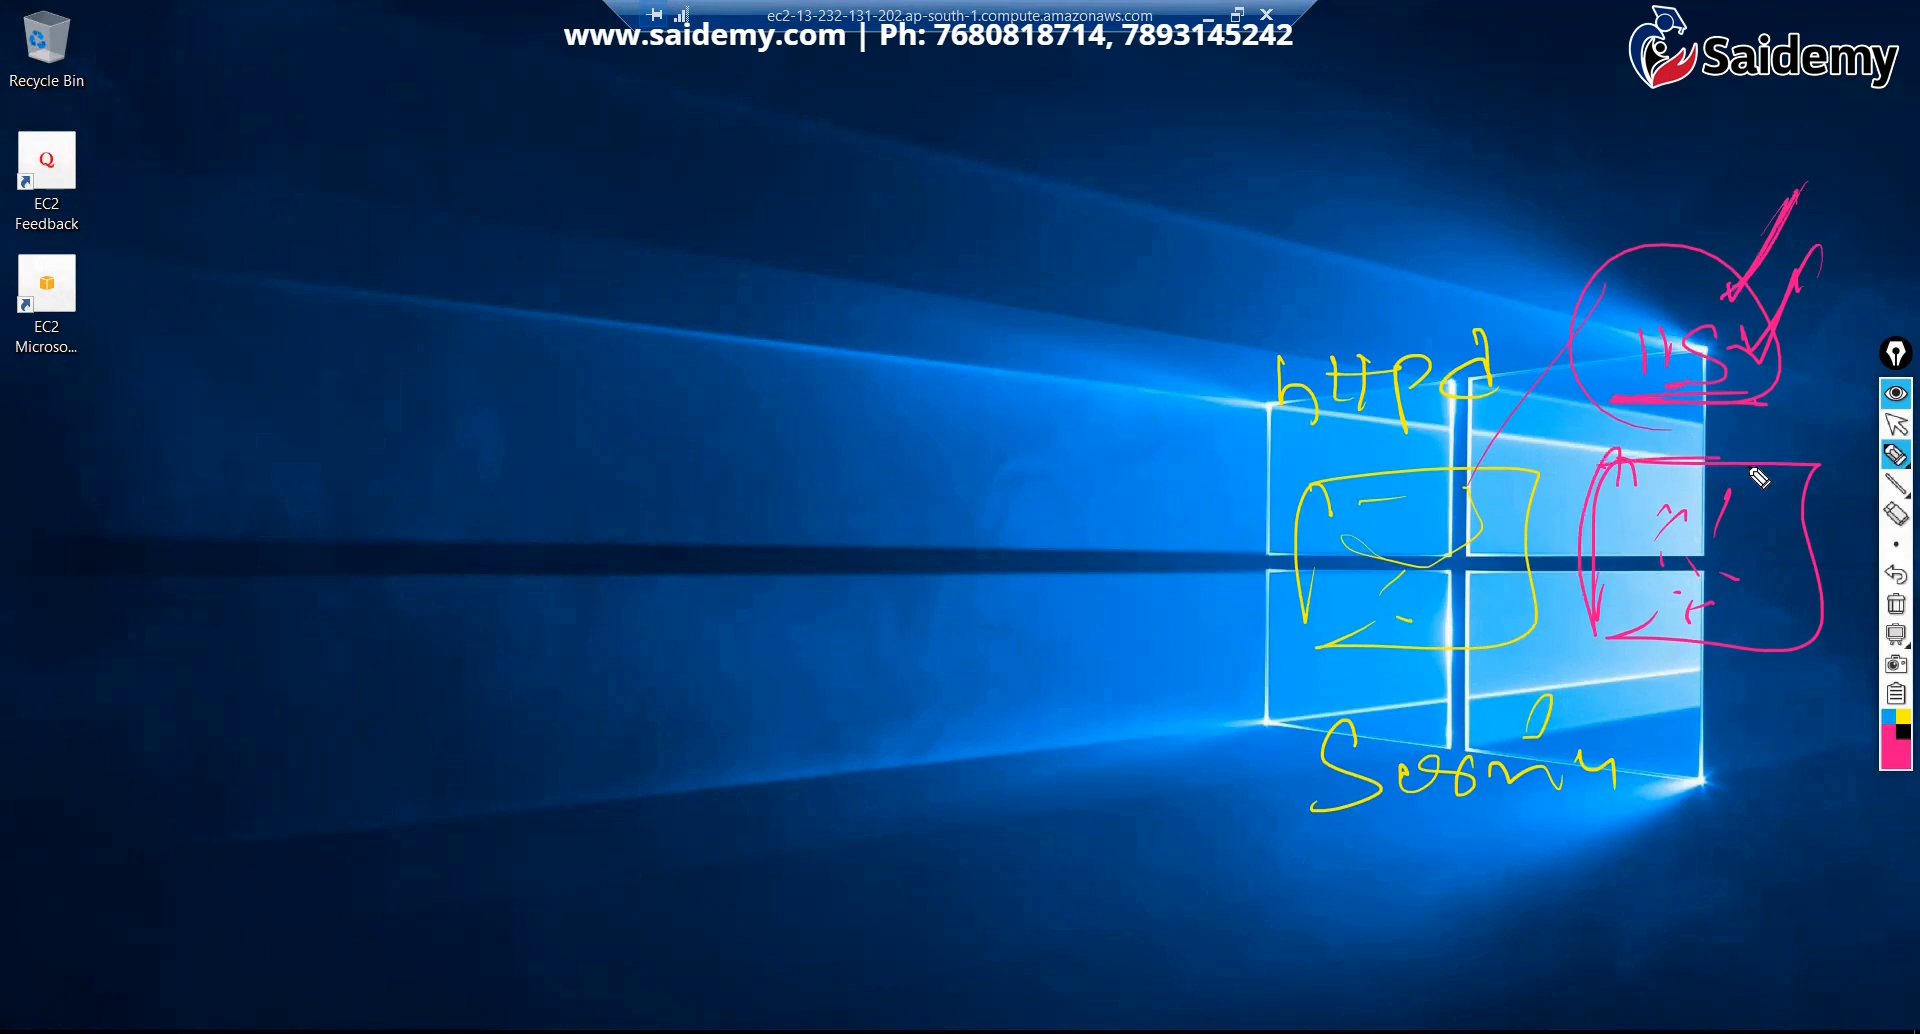 ec2-13-232-131-202.ap-south-1.compute.amazonaws.com
www.saidemy.com | Ph: 7680818714, 7893145242
Saidemy
Recycle Bin
Q
EC2
Feedback
EC2
Microso...
httpd
IIS